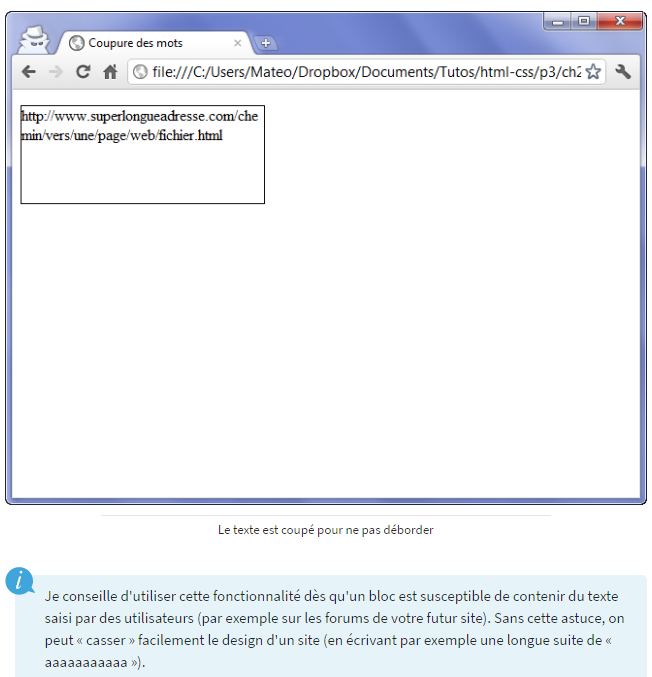 Coupure des mots
file:///C:/Users/Mateo/Dropbox/Documents/Tutos/html-css/p3/ch2
http://www.superlongueadresse.com/che
min/vers/une/page/web/fichier.html
Le texte est coupé pour ne pas déborder
Je conseille d'utiliser cette fonctionnalité dès qu'un bloc est susceptible de contenir du texte
saisi par des utilisateurs (par exemple sur les forums de votre futur site). Sans cette astuce, on
peut « casser » facilement le design d'un site (en écrivant par exemple une longue suite de «
aaaaaaaaaaa »).